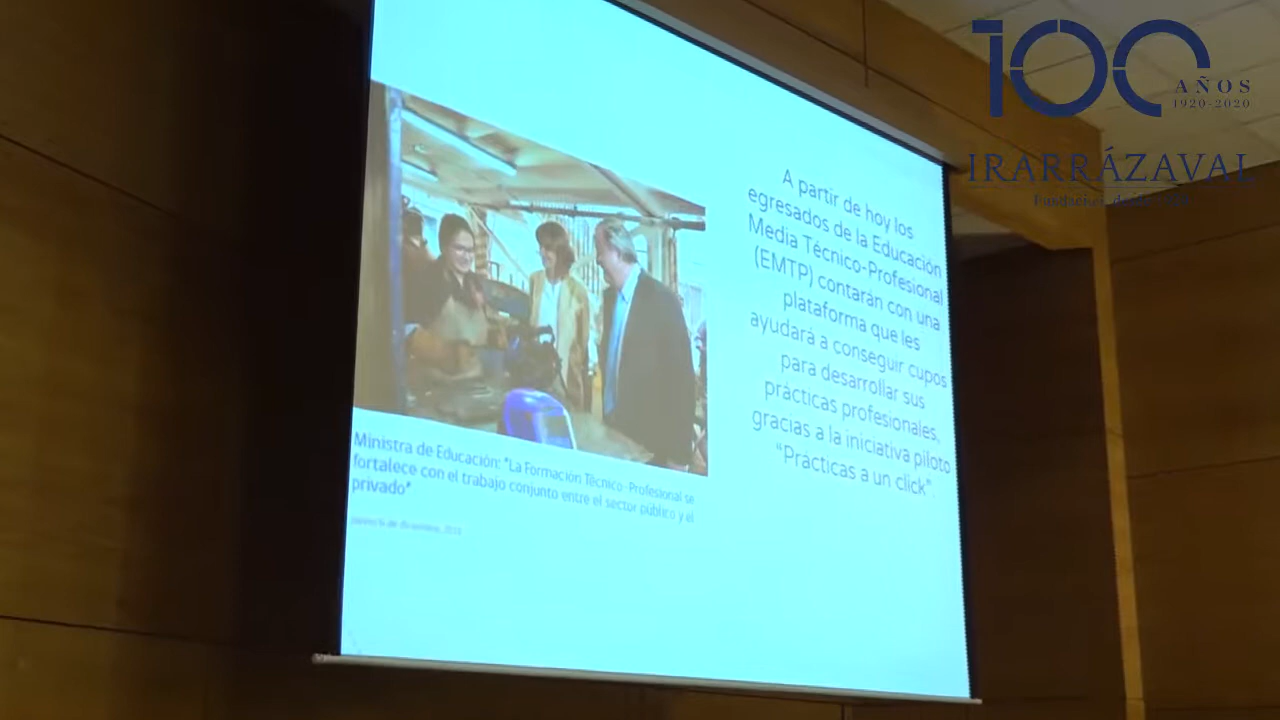 100
AÑOS
1920-2020
IRARRÁZAVAL
A partir de hoy los
egresados de la Educación
Media Técnico-Profesional
(EMTP) contarán con una
plataforma que les
ayudará a conseguir cupos
para desarrollar sus
prácticas profesionales,
gracias a la iniciativa piloto
"Prácticas a un click".
Ministra de Educación: "La Formación Técnico-Profesional se
fortalece con el trabajo conjunto entre el sector público y el
privado"
de diciembre,